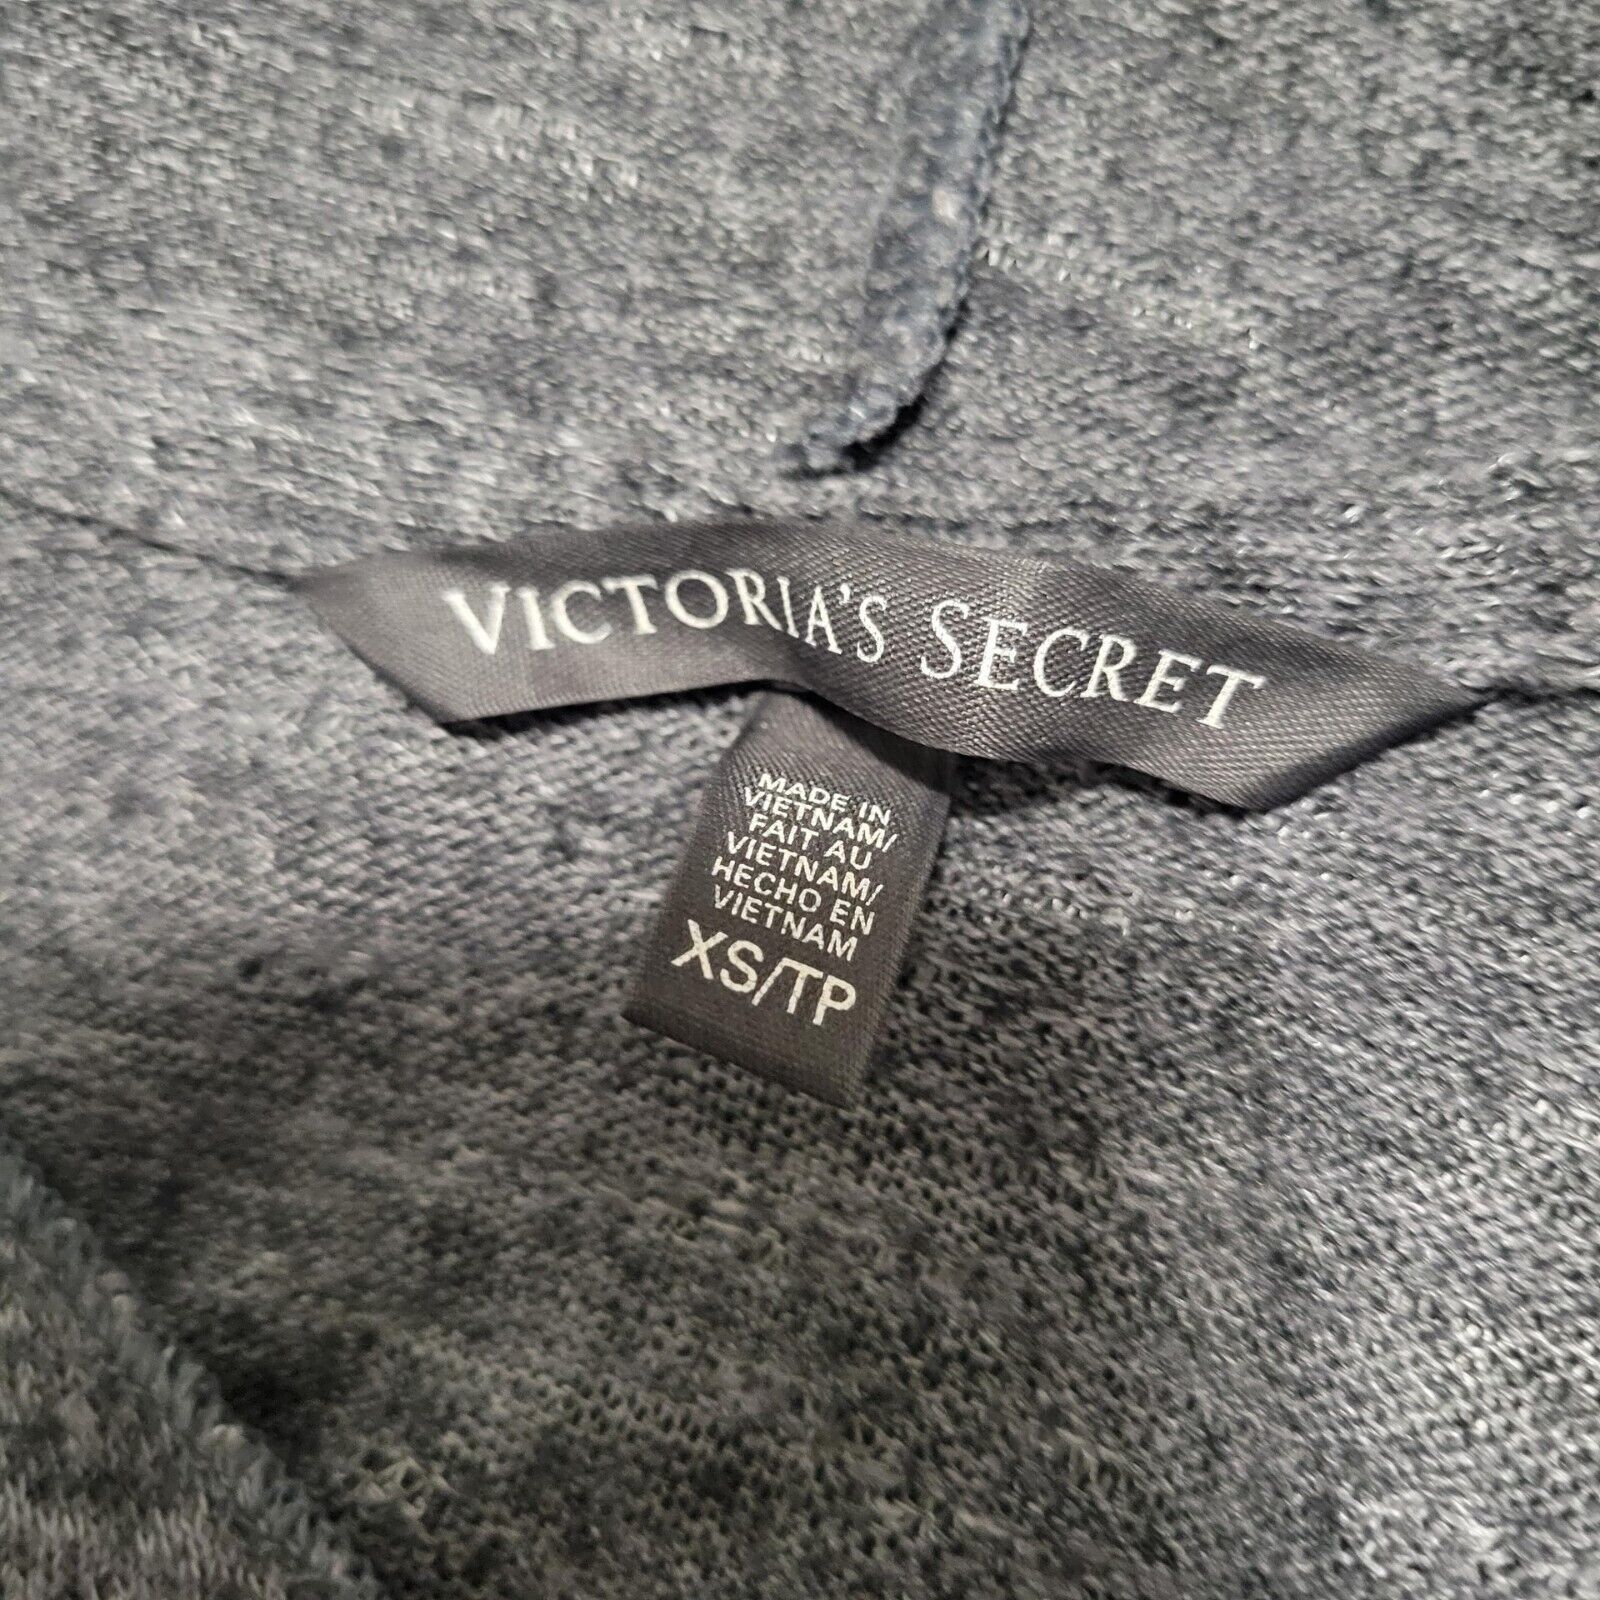 VICTORIA'S SECRET
MADE IN
VIETNAM/
FAIT AU
VIETNAM/
HECHO EN
VIETNAM
XS/TP